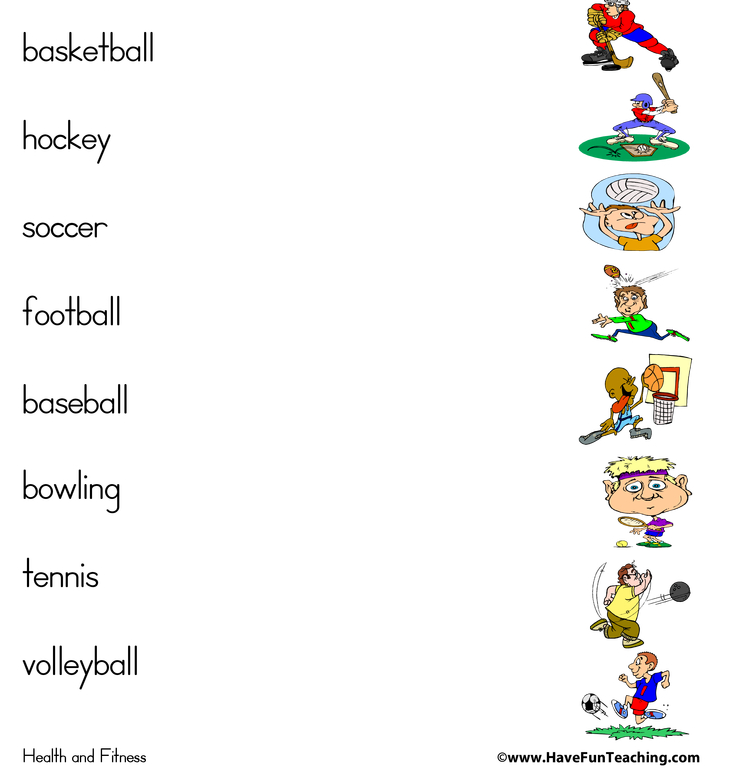 basketball
hockey
soccer
football
baseball
bowling
tennis
volleyball
Health and Fitness
©www.HaveFunTeaching.com